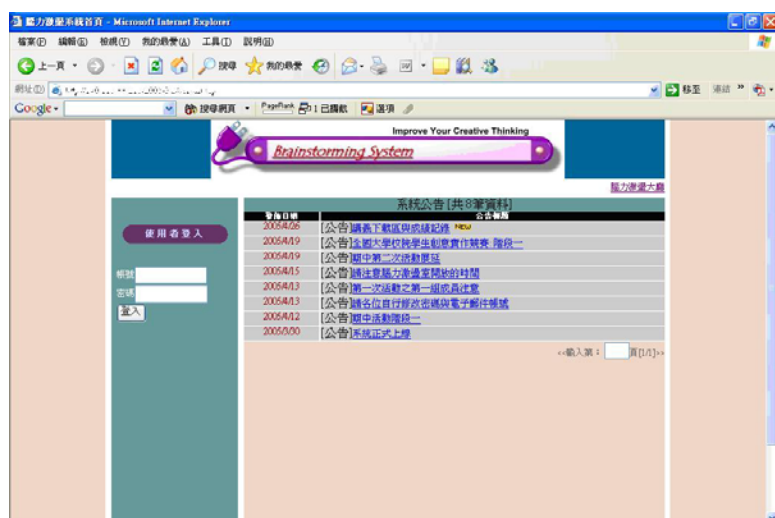 腦力激盪系統首頁 - Microsoft Internet Explorer
檔案(F) 編輯(E) 檢視(V) 我的最愛(A) 工具(T) 說明(H)
上一頁 搜尋 我的最愛
網址(D) 移至 連結 »
Google 搜尋網頁 PageRank 已攔截 選項
Improve Your Creative Thinking
Brainstorming System
腦力激盪大廳
系統公告 [共8筆資料]
使用者登入
帳號
密碼
登入
發佈日期 公告標題
2005/4/26 [公告]講義下載區與成績記錄 NEW
2005/4/19 [公告]全國大學校院學生創意實作競賽 階段一
2005/4/19 [公告]期中第二次活動展延
2005/4/15 [公告]請注意腦力激盪室開放的時間
2005/4/13 [公告]第一次活動之第一組成員注意
2005/4/13 [公告]請各位自行修改密碼與電子郵件帳號
2005/4/12 [公告]期中活動階段一
[公告]系統正式上線
‹‹輸入第： 頁[1/1]››